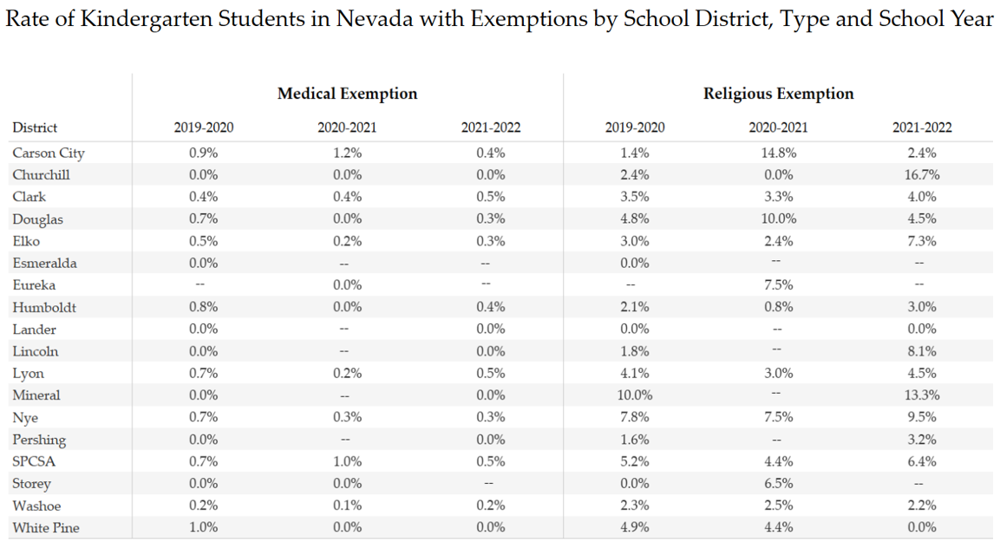 Rate of Kindergarten Students in Nevada with Exemptions by School District, Type and School Year
Medical Exemption Religious Exemption
District 2019-2020 2020-2021 2021-2022 2019-2020 2020-2021 2021-2022
Carson City 0.9% 1.2% 0.4% 1.4% 14.8% 2.4%
Churchill 0.0% 0.0% 0.0% 2.4% 0.0% 16.7%
Clark 0.4% 0.4% 0.5% 3.5% 3.3% 4.0%
Douglas 0.7% 0.0% 0.3% 4.8% 10.0% 4.5%
Elko 0.5% 0.2% 0.3% 3.0% 2.4% 7.3%
Esmeralda 0.0% -- -- 0.0% -- --
Eureka -- 0.0% -- -- 7.5% --
Humboldt 0.8% 0.0% 0.4% 2.1% 0.8% 3.0%
Lander 0.0% -- 0.0% 0.0% -- 0.0%
Lincoln 0.0% -- 0.0% 1.8% -- 8.1%
Lyon 0.7% 0.2% 0.5% 4.1% 3.0% 4.5%
Mineral 0.0% -- 0.0% 10.0% -- 13.3%
Nye 0.7% 0.3% 0.3% 7.8% 7.5% 9.5%
Pershing 0.0% -- 0.0% 1.6% -- 3.2%
SPCSA 0.7% 1.0% 0.5% 5.2% 4.4% 6.4%
Storey 0.0% 0.0% -- 0.0% 6.5% --
Washoe 0.2% 0.1% 0.2% 2.3% 2.5% 2.2%
White Pine 1.0% 0.0% 0.0% 4.9% 4.4% 0.0%